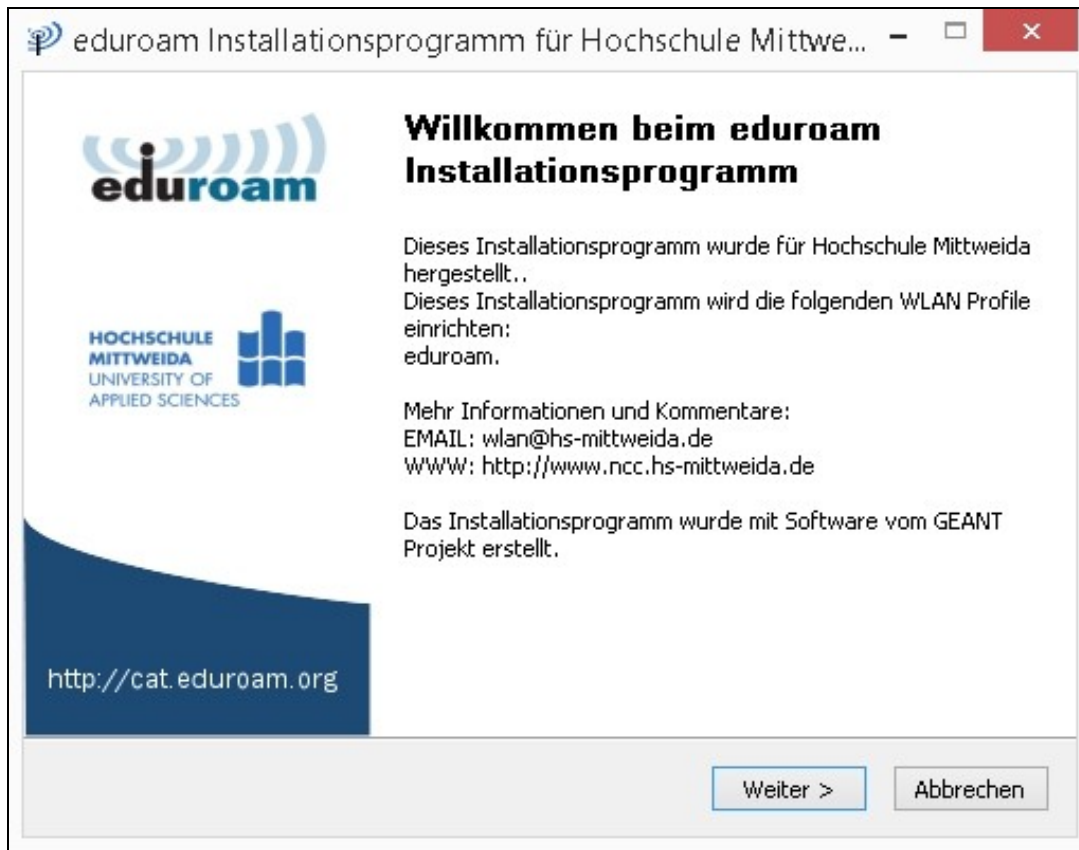 eduroam Installationsprogramm für Hochschule Mittwe...
eduroam
HOCHSCHULE
MITTWEIDA
UNIVERSITY OF
APPLIED SCIENCES
http://cat.eduroam.org
Willkommen beim eduroam
Installationsprogramm
Dieses Installationsprogramm wurde für Hochschule Mittweida
hergestellt..
Dieses Installationsprogramm wird die folgenden WLAN Profile
einrichten:
eduroam.
Mehr Informationen und Kommentare:
EMAIL: wlan@hs-mittweida.de
WWW: http://www.ncc.hs-mittweida.de
Das Installationsprogramm wurde mit Software vom GEANT
Projekt erstellt.
Weiter >
Abbrechen